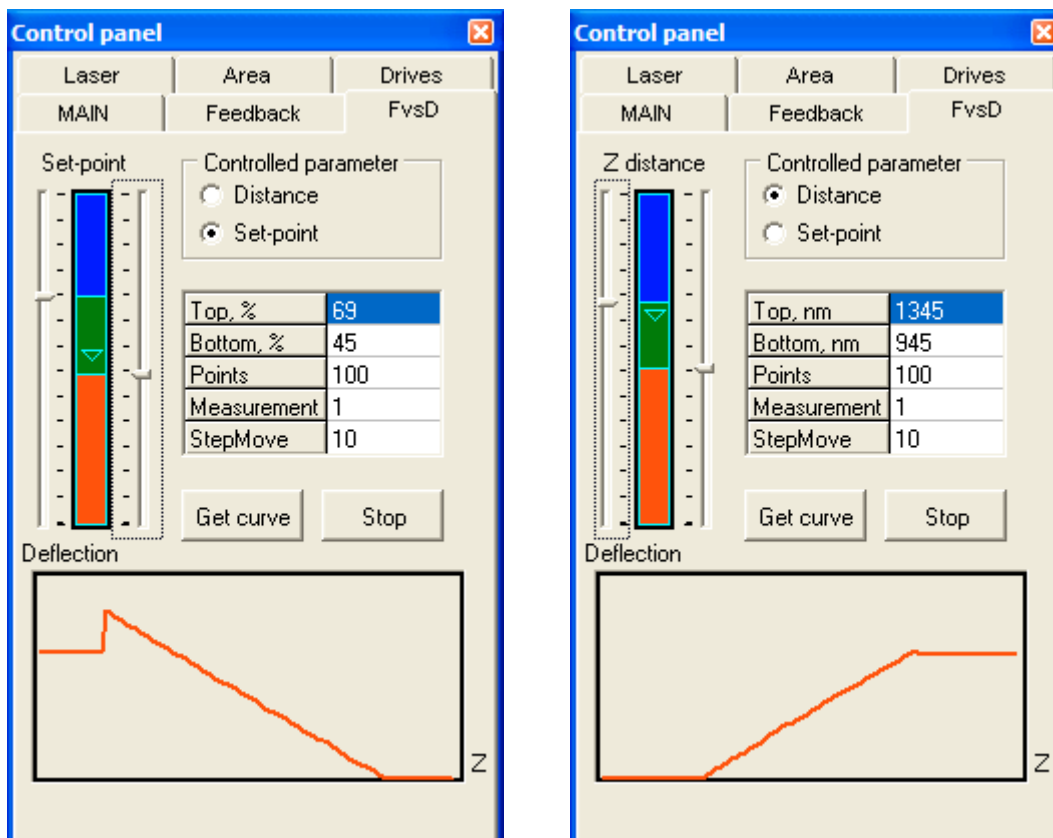 Control panel
Laser Area Drives
MAIN Feedback FvsD
Set-point
Controlled parameter
Distance
Set-point
Top, % 69
Bottom, % 45
Points 100
Measurement 1
StepMove 10
Get curve Stop
Deflection
Z
Control panel
Laser Area Drives
MAIN Feedback FvsD
Z distance
Controlled parameter
Distance
Set-point
Top, nm 1345
Bottom, nm 945
Points 100
Measurement 1
StepMove 10
Get curve Stop
Deflection
Z